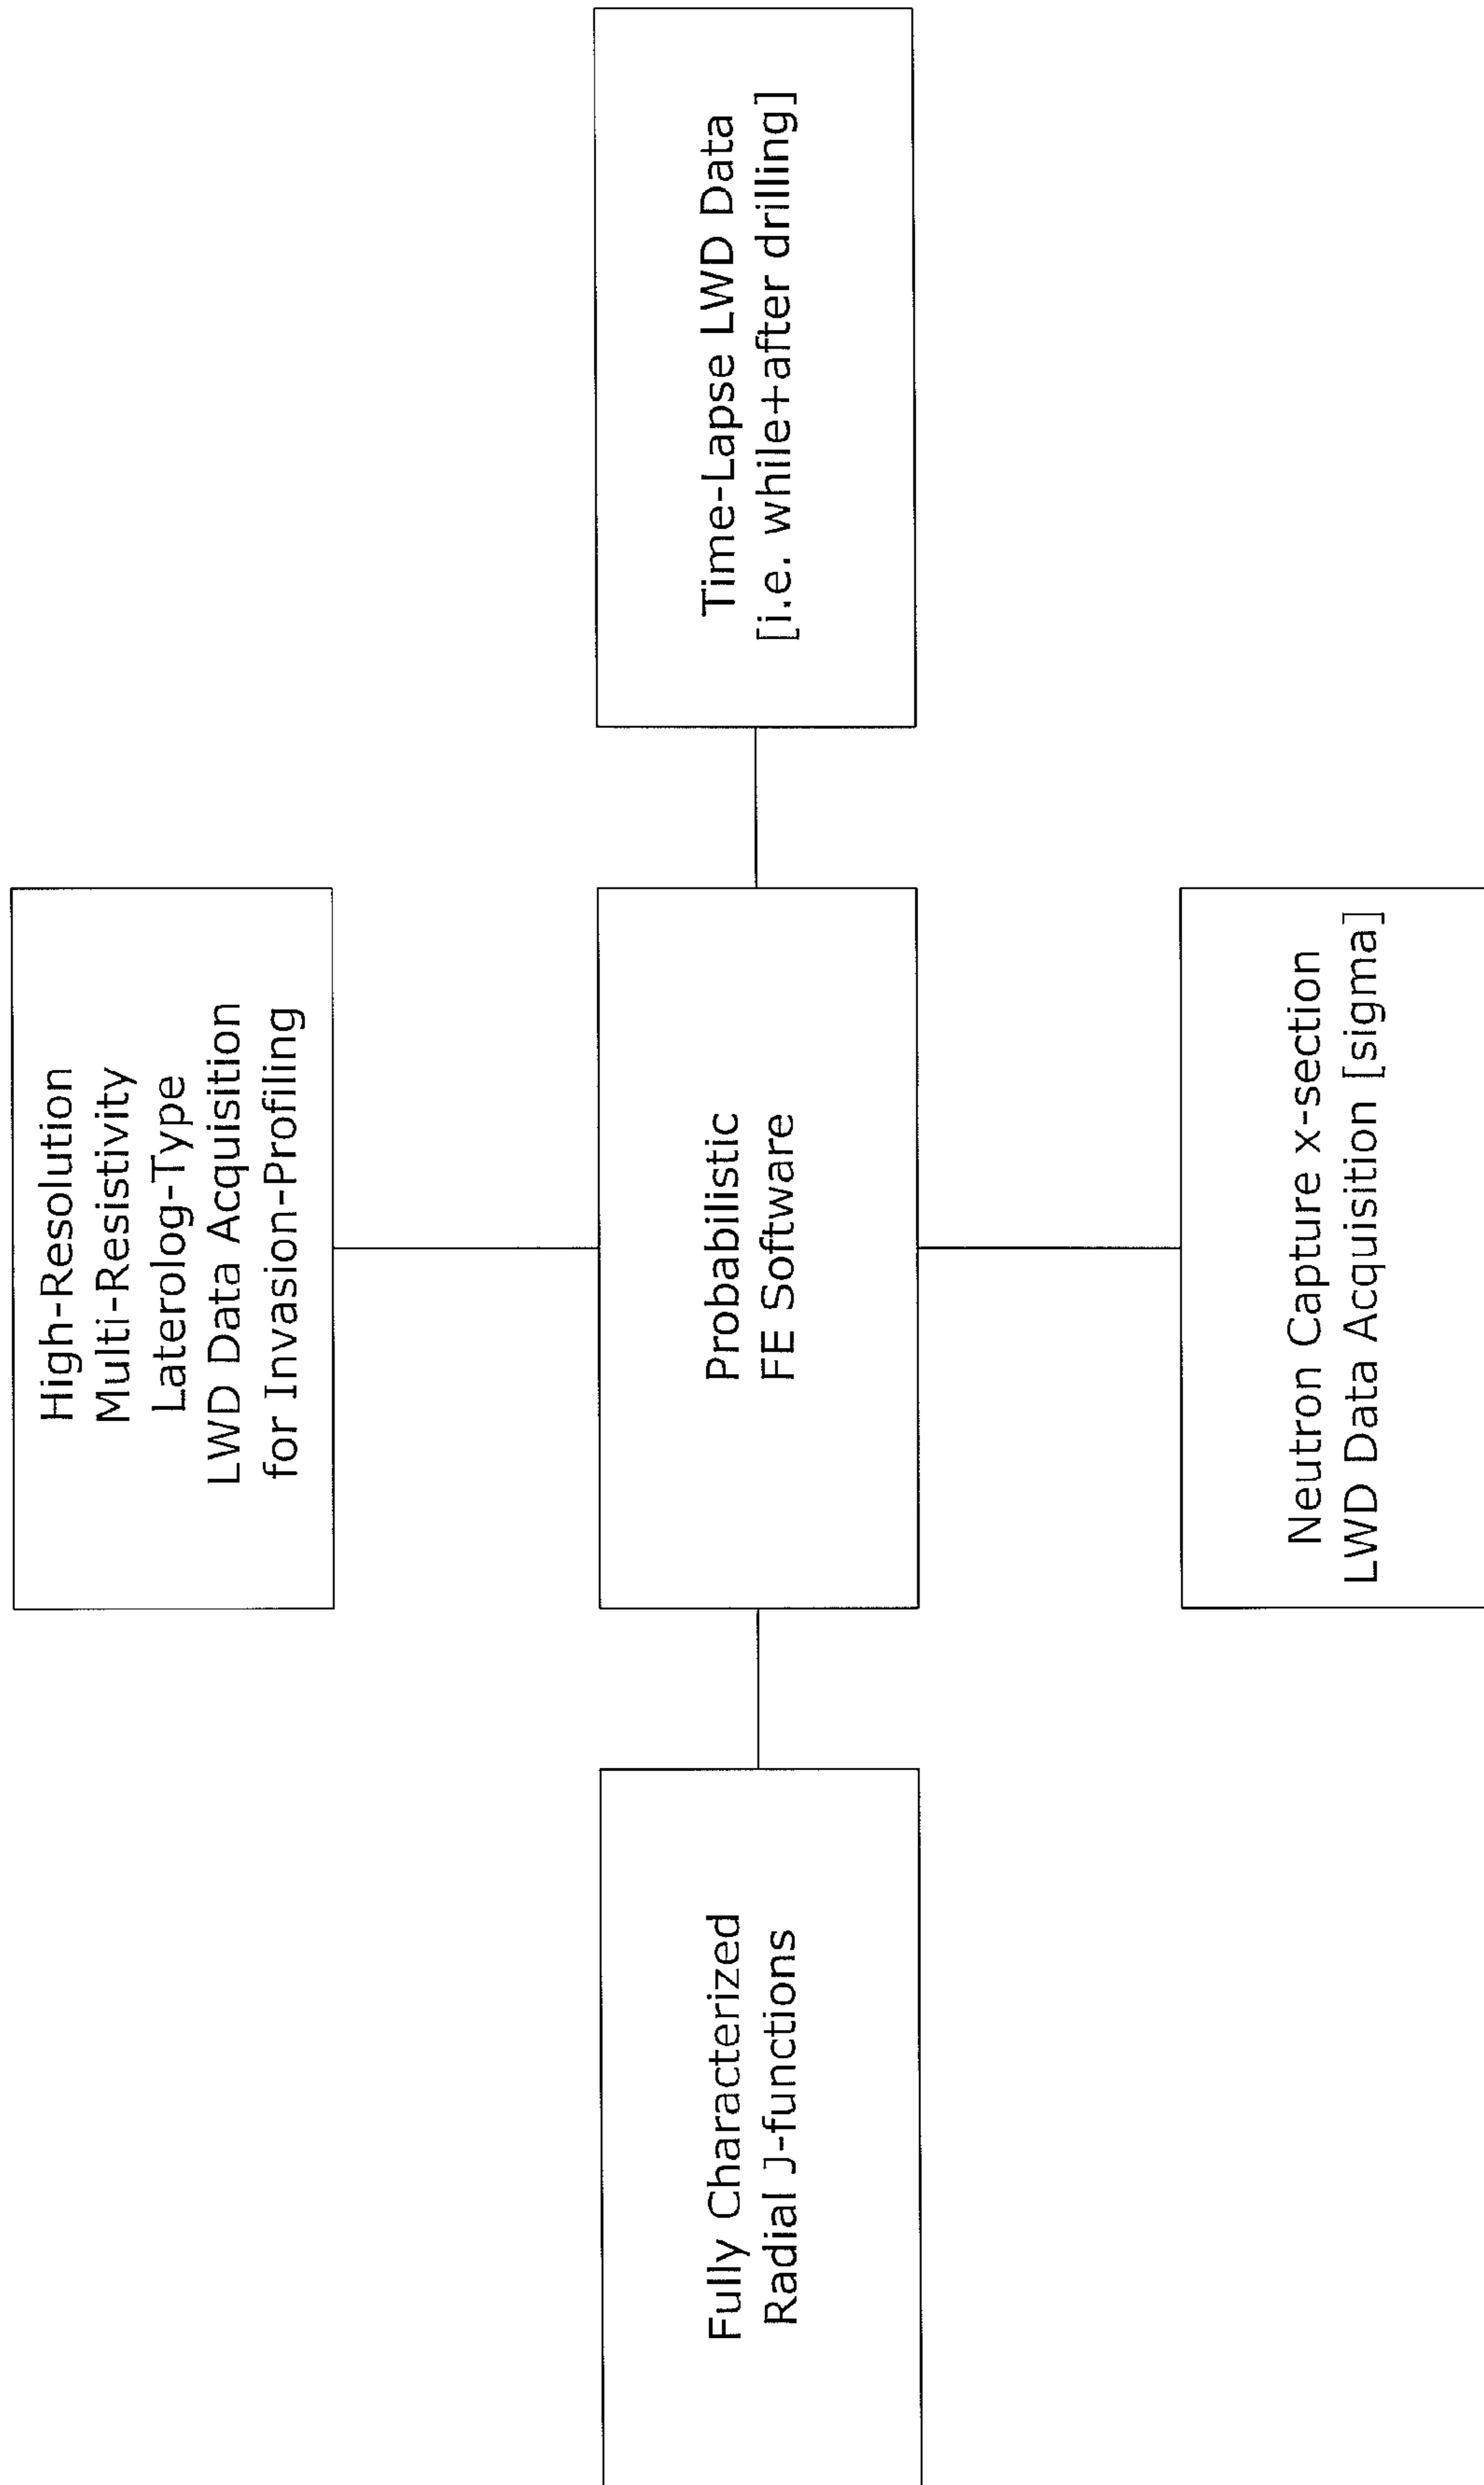 High-Resolution
Multi-Resistivity
Laterolog-Type
LWD Data Acquisition
for Invasion-Profiling
Fully Characterized
Radial J-functions
Probabilistic
FE Software
Time-Lapse LWD Data
[i.e. while+after drilling]
Neutron Capture x-section
LWD Data Acquisition [sigma]